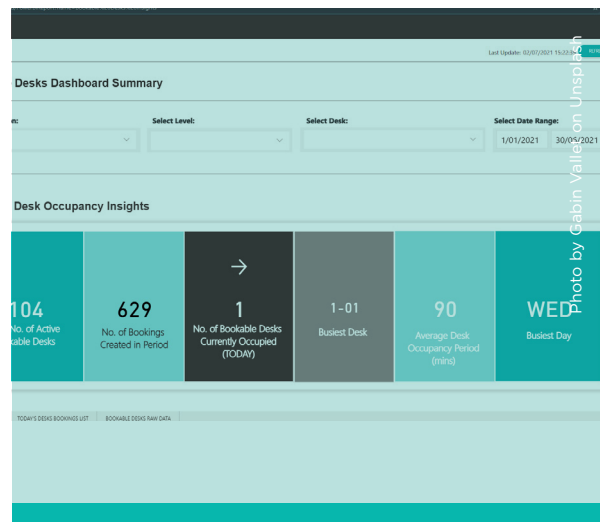 Last Update: 02/07/2021 15:22:3
Desks Dashboard Summary
Select Level:
Select Desk:
Select Date Range:
1/01/2021
30/06/2021
Desk Occupancy Insights
104
No. of Active
Desks
629
No. of Bookings
Created in Period
→
1
No. of Bookable Desks
Currently Occupied
(TODAY)
1-01
Busiest Desk
90
Average Desk
Occupancy Period
(mins)
WED
Busiest Day
Photo by Gabin Vallet on Unsplash
TODAY'S DESKS BOOKINGS LIST
BOOKABLE DESKS RAW DATA